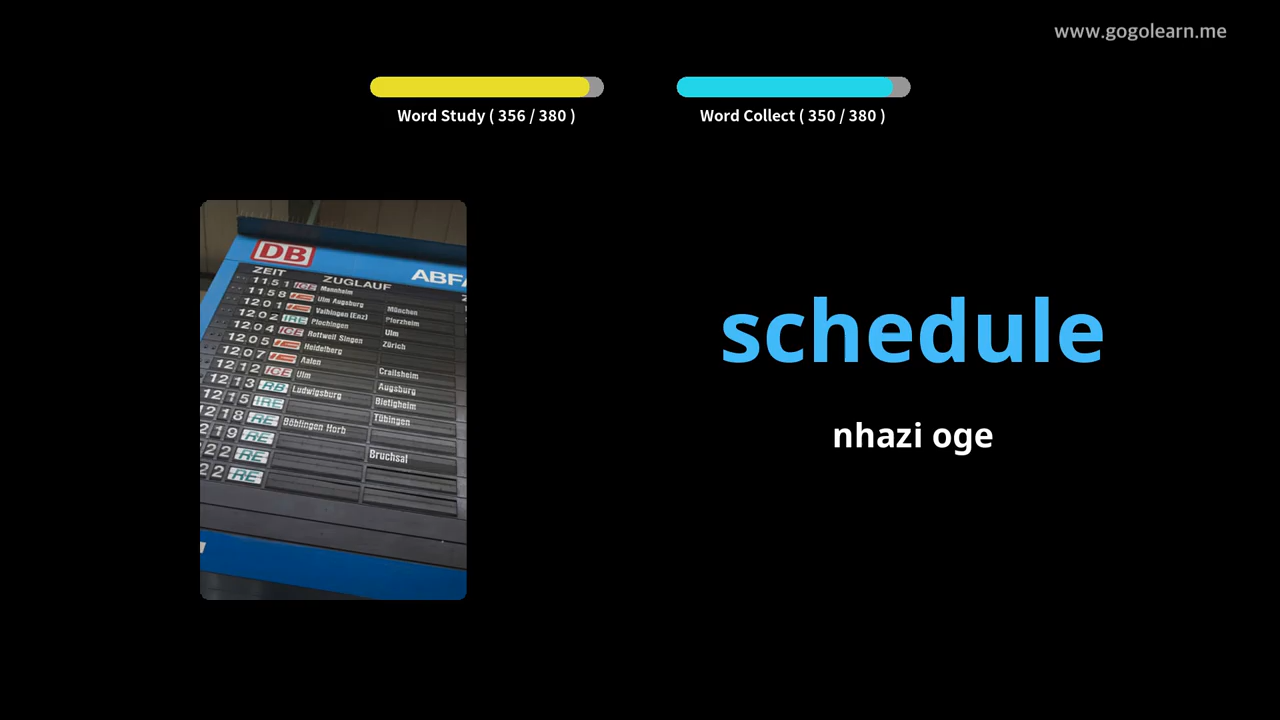 www.gogolearn.me
Word Study ( 356 / 380 )
Word Collect ( 350 / 380 )
DB
ZEIT ZUGLAUF ABFA
1151 ICE Mannheim
1158 Ulm Augsburg München
1201 Vaihingen (Enz) Pforzheim
1202 IRE Plochingen Ulm
1204 ICE Rottweil Singen Zürich
1205 Heidelberg
1207 Aalen Crailsheim
1212 ICE Ulm Augsburg
1213 RB Ludwigsburg Bietigheim
1215 IRE Tübingen
1218 RE Böblingen Horb
219 RE
22 RE Bruchsal
22 RE
schedule
nhazi oge